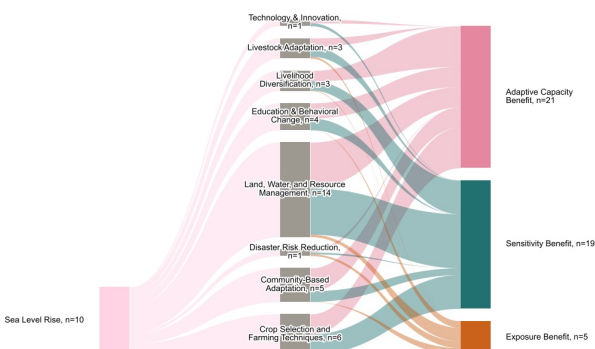 Technology & Innovation,
n=1
Livestock Adaptation, n=3
Livelihood
Diversification, n=3
Education & Behavioral
Change, n=4
Land, Water, and Resource
Management, n=14
Disaster Risk Reduction,
n=1
Community-Based
Adaptation, n=5
Crop Selection and
Farming Techniques, n=6
Sea Level Rise, n=10
Adaptive Capacity
Benefit, n=21
Sensitivity Benefit, n=19
Exposure Benefit, n=5